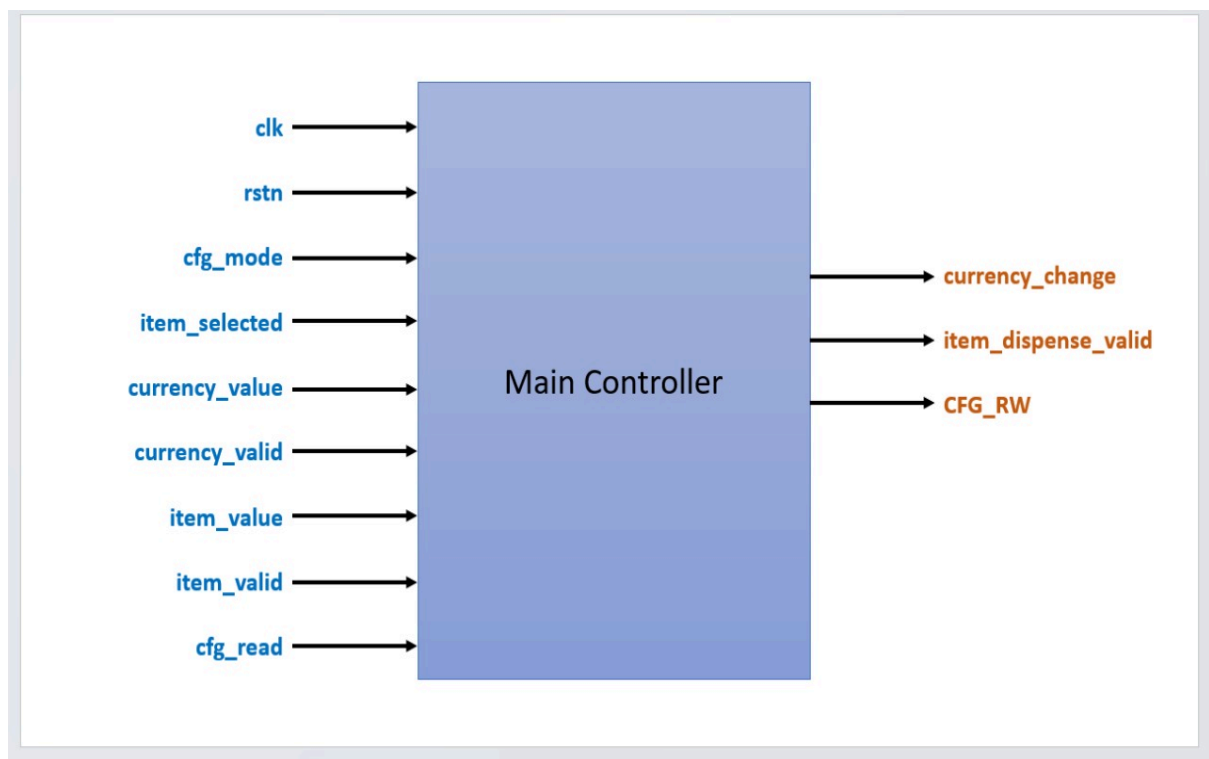 clk
rstn
cfg_mode
item_selected
currency_value
currency_valid
item_value
item_valid
cfg_read
Main Controller
currency_change
item_dispense_valid
CFG_RW